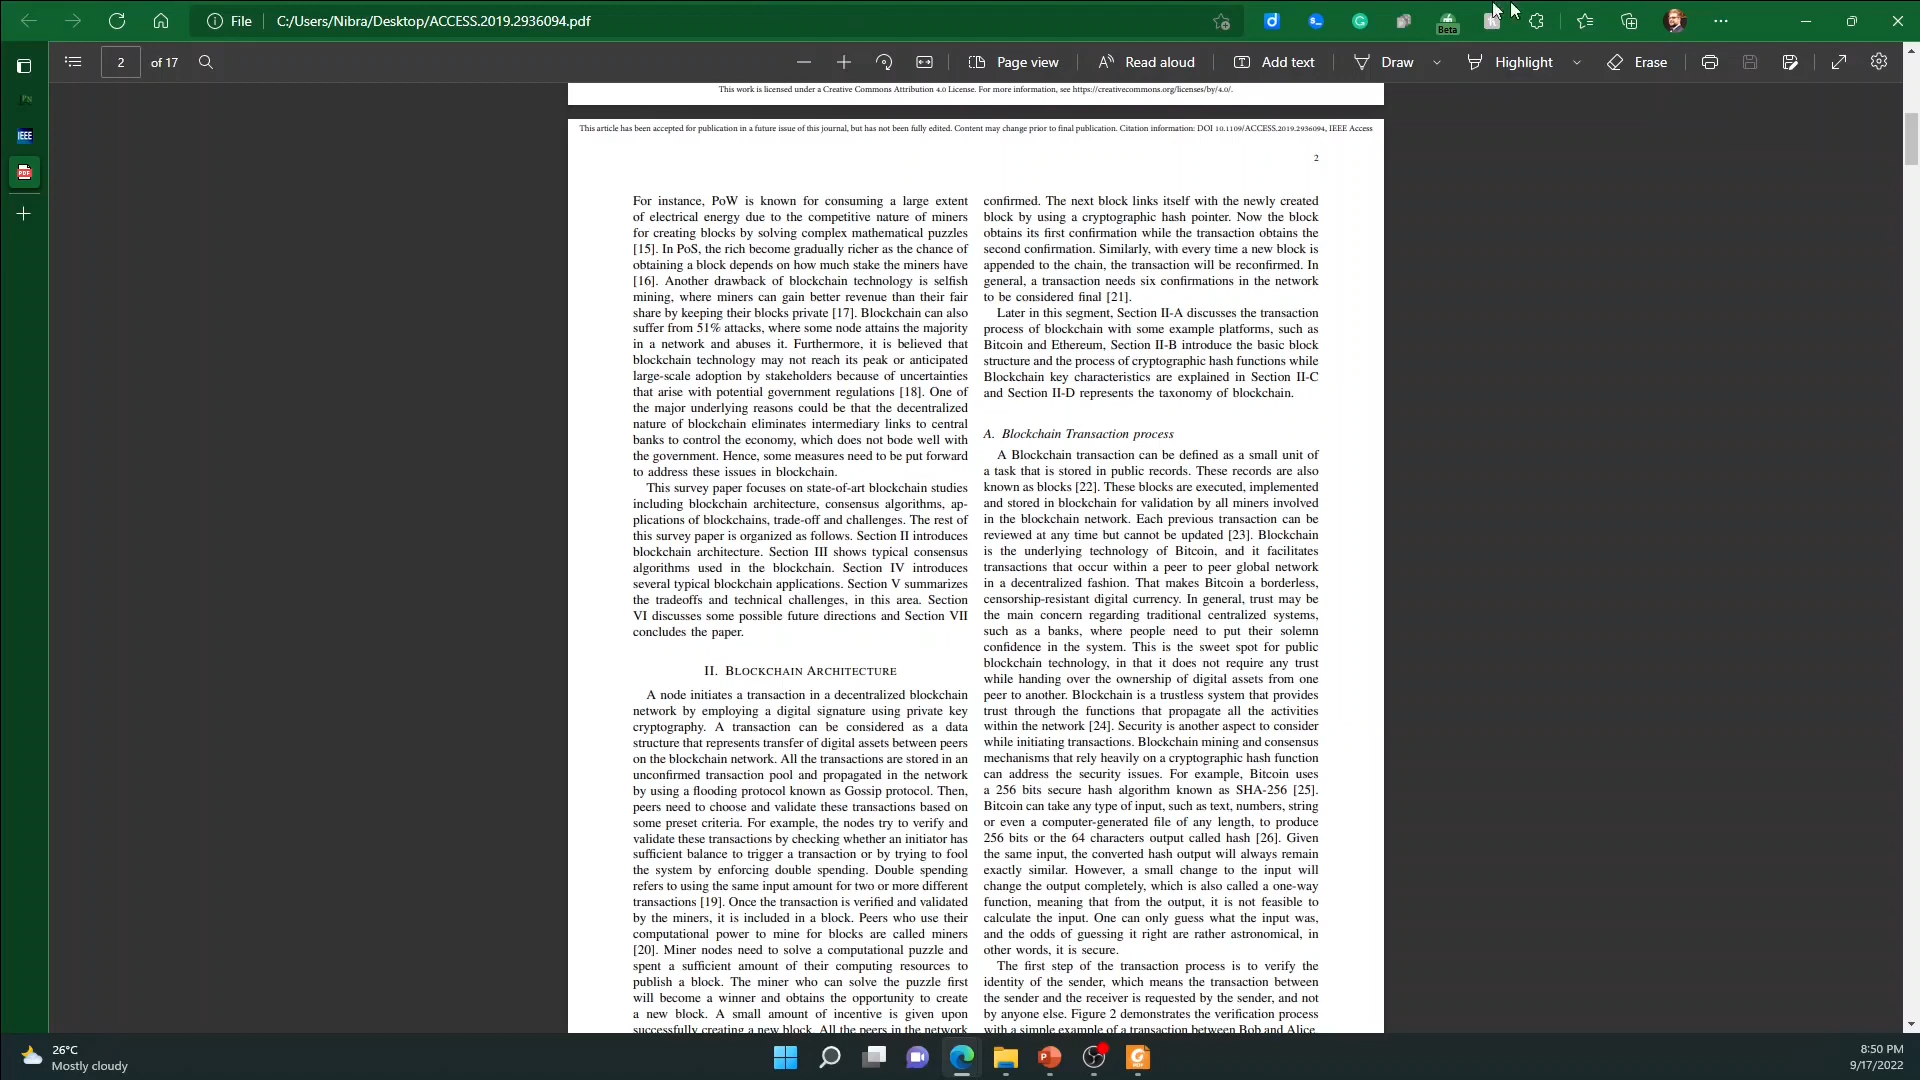 File
C:/Users/Nibra/Desktop/ACCESS.2019.2936094.pdf
Beta
2
of 17
Page view
Read aloud
Add text
Draw
Highlight
Erase
This work is licensed under a Creative Commons Attribution 4.0 License. For more information, see https://creativecommons.org/licenses/by/4.0/.
This article has been accepted for publication in a future issue of this journal, but has not been fully edited. Content may change prior to final publication. Citation information: DOI 10.1109/ACCESS.2019.2936094, IEEE Access
2
IEEE
PDF
For instance, PoW is known for consuming a large extent
of electrical energy due to the competitive nature of miners
for creating blocks by solving complex mathematical puzzles
[15]. In PoS, the rich become gradually richer as the chance of
obtaining a block depends on how much stake the miners have
[16]. Another drawback of blockchain technology is selfish
mining, where miners can gain better revenue than their fair
share by keeping their blocks private [17]. Blockchain can also
suffer from 51% attacks, where some node attains the majority
in a network and abuses it. Furthermore, it is believed that
blockchain technology may not reach its peak or anticipated
large-scale adoption by stakeholders because of uncertainties
that arise with potential government regulations [18]. One of
the major underlying reasons could be that the decentralized
nature of blockchain eliminates intermediary links to central
banks to control the economy, which does not bode well with
the government. Hence, some measures need to be put forward
to address these issues in blockchain.
This survey paper focuses on state-of-art blockchain studies
including blockchain architecture, consensus algorithms, ap-
plications of blockchains, trade-off and challenges. The rest of
this survey paper is organized as follows. Section II introduces
blockchain architecture. Section III shows typical consensus
algorithms used in the blockchain. Section IV introduces
several typical blockchain applications. Section V summarizes
the tradeoffs and technical challenges, in this area. Section
VI discusses some possible future directions and Section VII
concludes the paper.
II. BLOCKCHAIN ARCHITECTURE
A node initiates a transaction in a decentralized blockchain
network by employing a digital signature using private key
cryptography. A transaction can be considered as a data
structure that represents transfer of digital assets between peers
on the blockchain network. All the transactions are stored in an
unconfirmed transaction pool and propagated in the network
by using a flooding protocol known as Gossip protocol. Then,
peers need to choose and validate these transactions based on
some preset criteria. For example, the nodes try to verify and
validate these transactions by checking whether an initiator has
sufficient balance to trigger a transaction or by trying to fool
the system by enforcing double spending. Double spending
refers to using the same input amount for two or more different
transactions [19]. Once the transaction is verified and validated
by the miners, it is included in a block. Peers who use their
computational power to mine for blocks are called miners
[20]. Miner nodes need to solve a computational puzzle and
spent a sufficient amount of their computing resources to
publish a block. The miner who can solve the puzzle first
will become a winner and obtains the opportunity to create
a new block. A small amount of incentive is given upon
successfully creating a new block. All the peers in the network
confirmed. The next block links itself with the newly created
block by using a cryptographic hash pointer. Now the block
obtains its first confirmation while the transaction obtains the
second confirmation. Similarly, with every time a new block is
appended to the chain, the transaction will be reconfirmed. In
general, a transaction needs six confirmations in the network
to be considered final [21].
Later in this segment, Section II-A discusses the transaction
process of blockchain with some example platforms, such as
Bitcoin and Ethereum, Section II-B introduce the basic block
structure and the process of cryptographic hash functions while
Blockchain key characteristics are explained in Section II-C
and Section II-D represents the taxonomy of blockchain.
A. Blockchain Transaction process
A Blockchain transaction can be defined as a small unit of
a task that is stored in public records. These records are also
known as blocks [22]. These blocks are executed, implemented
and stored in blockchain for validation by all miners involved
in the blockchain network. Each previous transaction can be
reviewed at any time but cannot be updated [23]. Blockchain
is the underlying technology of Bitcoin, and it facilitates
transactions that occur within a peer to peer global network
in a decentralized fashion. That makes Bitcoin a borderless,
censorship-resistant digital currency. In general, trust may be
the main concern regarding traditional centralized systems,
such as a banks, where people need to put their solemn
confidence in the system. This is the sweet spot for public
blockchain technology, in that it does not require any trust
while handing over the ownership of digital assets from one
peer to another. Blockchain is a trustless system that provides
trust through the functions that propagate all the activities
within the network [24]. Security is another aspect to consider
while initiating transactions. Blockchain mining and consensus
mechanisms that rely heavily on a cryptographic hash function
can address the security issues. For example, Bitcoin uses
a 256 bits secure hash algorithm known as SHA-256 [25].
Bitcoin can take any type of input, such as text, numbers, string
or even a computer-generated file of any length, to produce
256 bits or the 64 characters output called hash [26]. Given
the same input, the converted hash output will always remain
exactly similar. However, a small change to the input will
change the output completely, which is also called a one-way
function, meaning that from the output, it is not feasible to
calculate the input. One can only guess what the input was,
and the odds of guessing it right are rather astronomical, in
other words, it is secure.
The first step of the transaction process is to verify the
identity of the sender, which means the transaction between
the sender and the receiver is requested by the sender, and not
by anyone else. Figure 2 demonstrates the verification process
with a simple example of a transaction between Bob and Alice.
26°C
Mostly cloudy
8:50 PM
9/17/2022